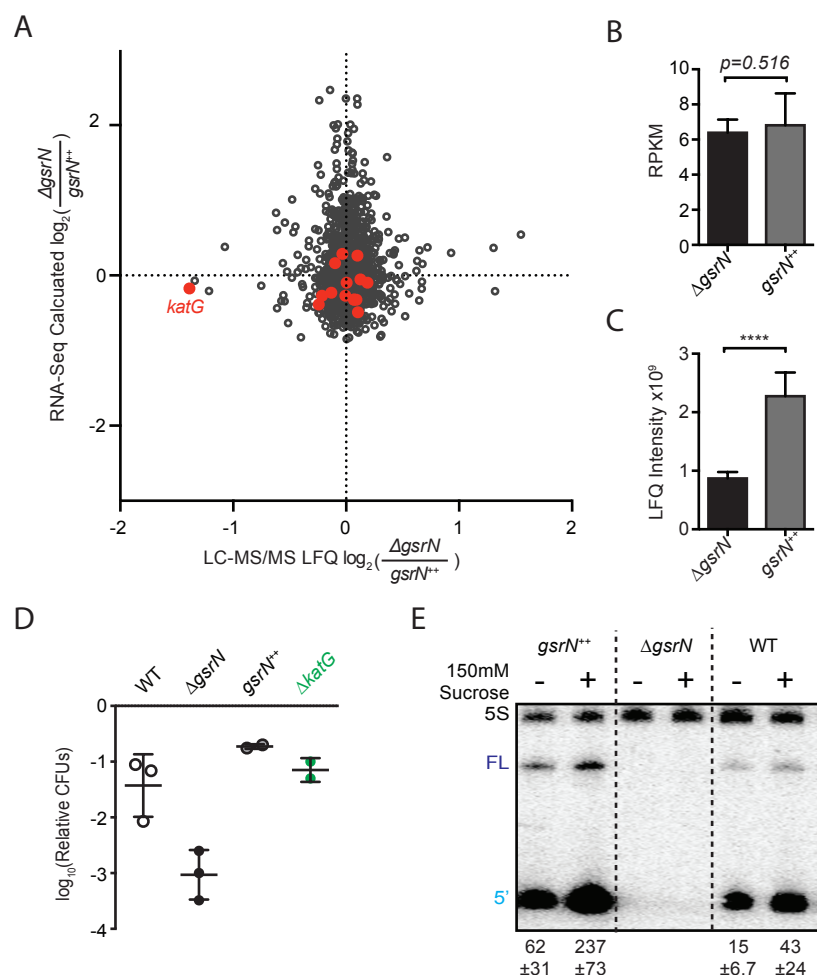 A
RNA-Seq Calcuated log2(ΔgsrN/gsrN++)
2
0
-2
katG
-2
-1
0
1
2
LC-MS/MS LFQ log2(ΔgsrN/gsrN++)
B
p=0.516
RPKM
10
8
6
4
2
0
ΔgsrN
gsrN++
C
****
LFQ Intensity x10⁹
3
2
1
0
ΔgsrN
gsrN++
D
WT
ΔgsrN
gsrN++
ΔkatG
log10(Relative CFUs)
0
-1
-2
-3
-4
E
gsrN++ ΔgsrN WT
150mM
Sucrose
- + - + - +
5S
FL
5'
62 237 15 43
±31 ±73 ±6.7 ±24